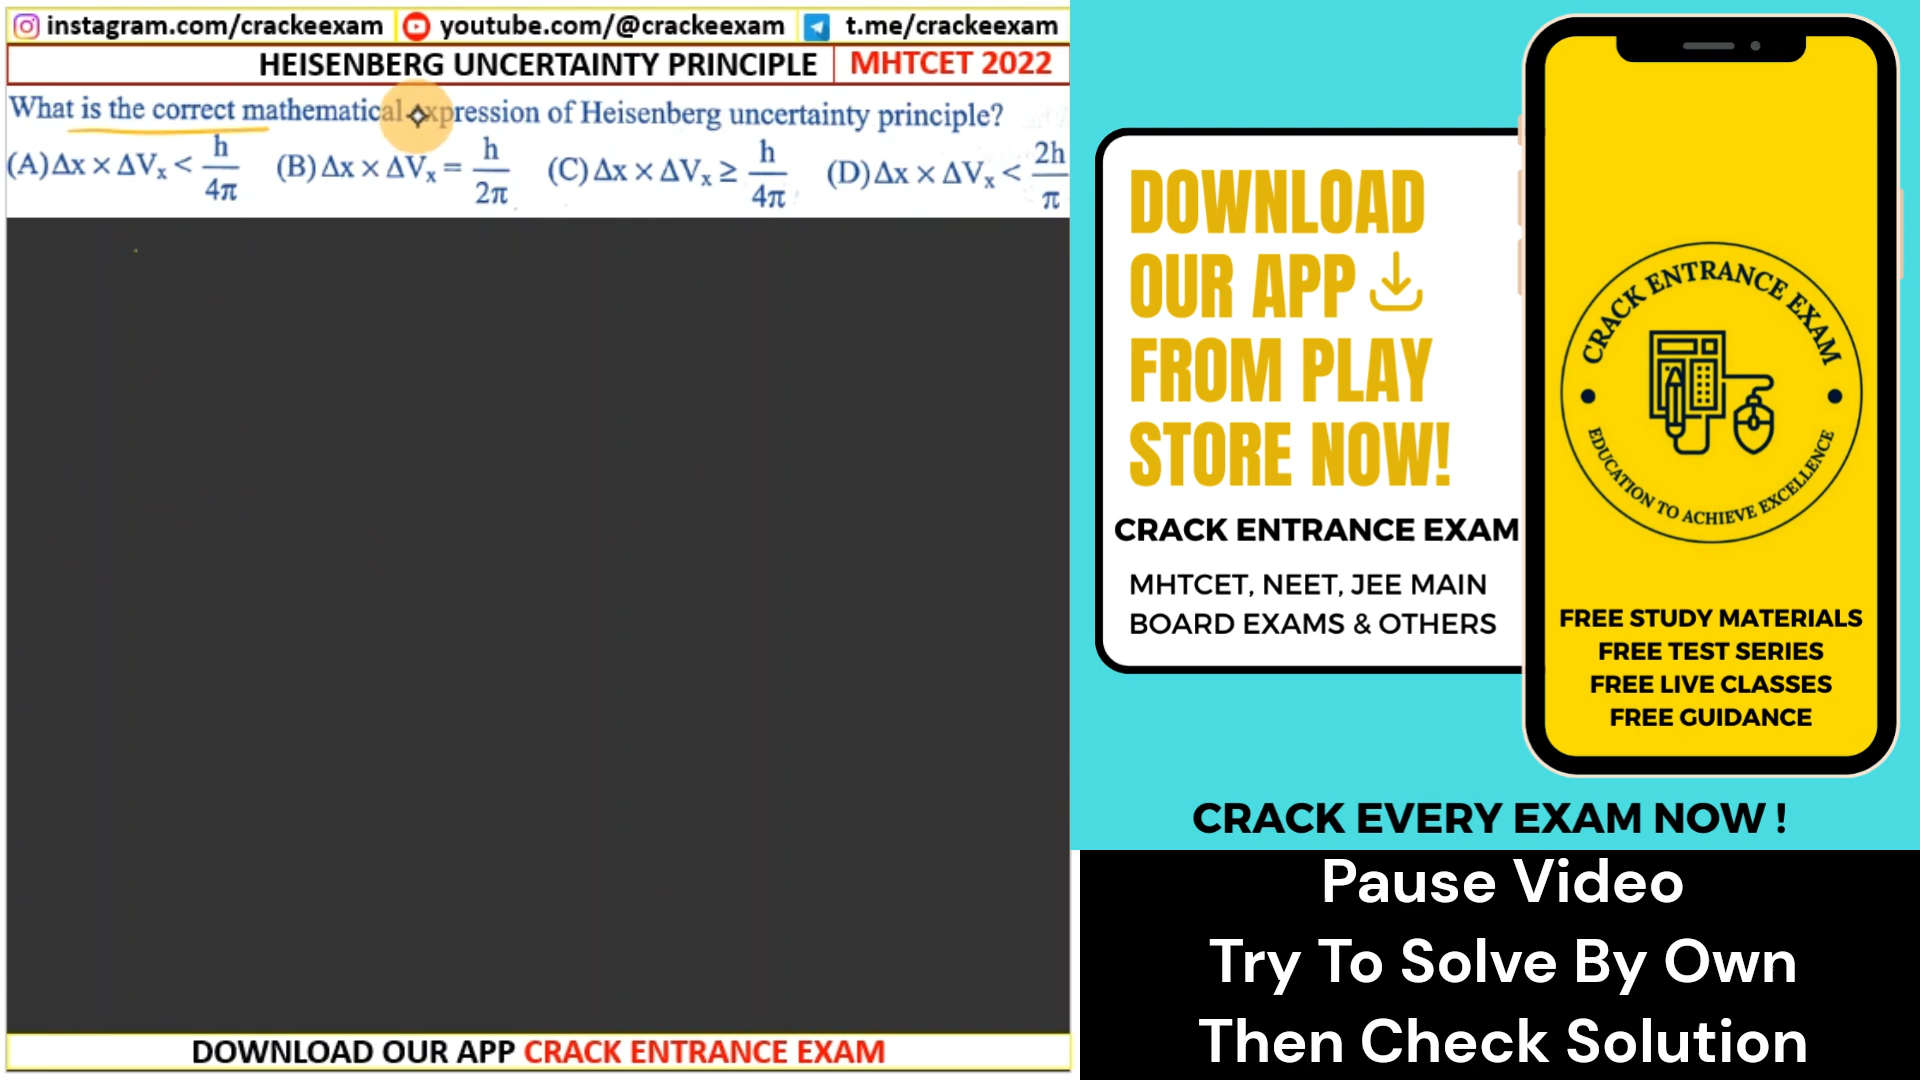 instagram.com/crackeexam youtube.com/@crackeexam t.me/crackeexam
HEISENBERG UNCERTAINTY PRINCIPLE MHTCET 2022
What is the correct mathematical expression of Heisenberg uncertainty principle?
(A) Δx × ΔVₓ < h/4π (B) Δx × ΔVₓ = h/2π (C) Δx × ΔVₓ ≥ h/4π (D) Δx × ΔVₓ < 2h/π
DOWNLOAD OUR APP CRACK ENTRANCE EXAM
DOWNLOAD
OUR APP
FROM PLAY
STORE NOW!
CRACK ENTRANCE EXAM
MHTCET, NEET, JEE MAIN
BOARD EXAMS & OTHERS
CRACK ENTRANCE EXAM
EDUCATION TO ACHIEVE EXCELLENCE
FREE STUDY MATERIALS
FREE TEST SERIES
FREE LIVE CLASSES
FREE GUIDANCE
CRACK EVERY EXAM NOW !
Pause Video
Try To Solve By Own
Then Check Solution